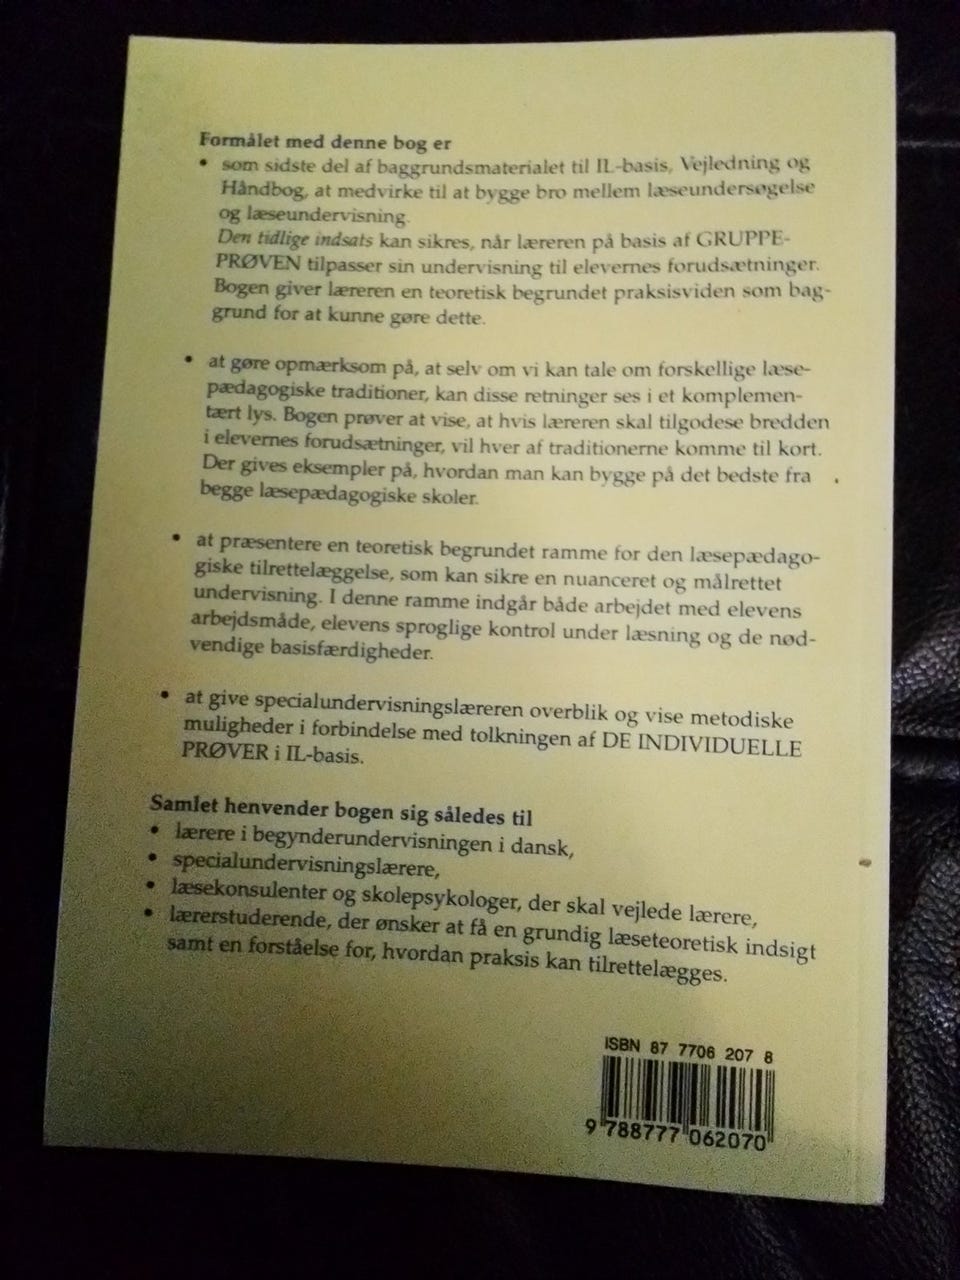 Formålet med denne bog er
• som sidste del af baggrundsmaterialet til IL-basis, Vejledning og
Håndbog, at medvirke til at bygge bro mellem læseundersøgelse
og læseundervisning.
Den tidlige indsats kan sikres, når læreren på basis af GRUPPE-
PRØVEN tilpasser sin undervisning til elevernes forudsætninger.
Bogen giver læreren en teoretisk begrundet praksisviden som bag-
grund for at kunne gøre dette.
• at gøre opmærksom på, at selv om vi kan tale om forskellige læse-
pædagogiske traditioner, kan disse retninger ses i et komplemen-
tært lys. Bogen prøver at vise, at hvis læreren skal tilgodese bredden
i elevernes forudsætninger, vil hver af traditionerne komme til kort.
Der gives eksempler på, hvordan man kan bygge på det bedste fra
begge læsepædagogiske skoler.
• at præsentere en teoretisk begrundet ramme for den læsepædago-
giske tilrettelæggelse, som kan sikre en nuanceret og målrettet
undervisning. I denne ramme indgår både arbejdet med elevens
arbejdsmåde, elevens sproglige kontrol under læsning og de nød-
vendige basisfærdigheder.
• at give specialundervisningslæreren overblik og vise metodiske
muligheder i forbindelse med tolkningen af DE INDIVIDUELLE
PRØVER i IL-basis.
Samlet henvender bogen sig således til
• lærere i begynderundervisningen i dansk,
• specialundervisningslærere,
• læsekonsulenter og skolepsykologer, der skal vejlede lærere,
• lærerstuderende, der ønsker at få en grundig læseteoretisk indsigt
samt en forståelse for, hvordan praksis kan tilrettelægges.
ISBN 87 7706 207 8
9 788777 062070